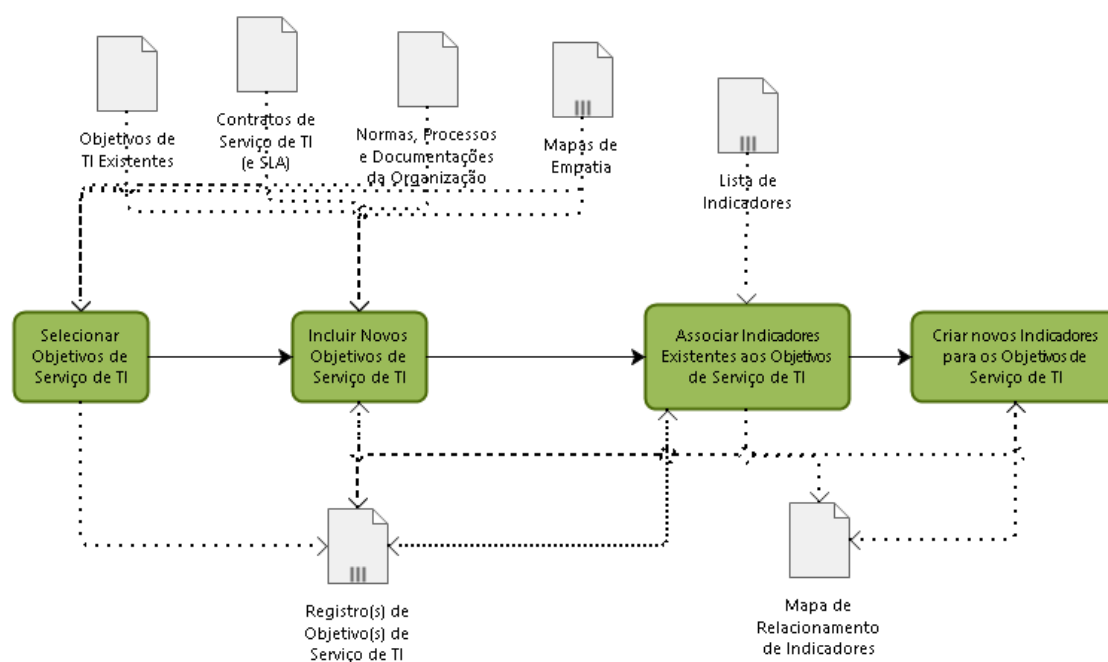 Objetivos de
TI Existentes
Contratos de
Serviço de TI
(e SLA)
Normas, Processos
e Documentações
da Organização
Mapas de
Empatia
Lista de
Indicadores
Selecionar
Objetivos de
Serviço de TI
Incluir Novos
Objetivos de
Serviço de TI
Associar Indicadores
Existentes aos Objetivos
de Serviço de TI
Criar novos Indicadores
para os Objetivos de
Serviço de TI
Registro(s) de
Objetivo(s) de
Serviço de TI
Mapa de
Relacionamento
de Indicadores